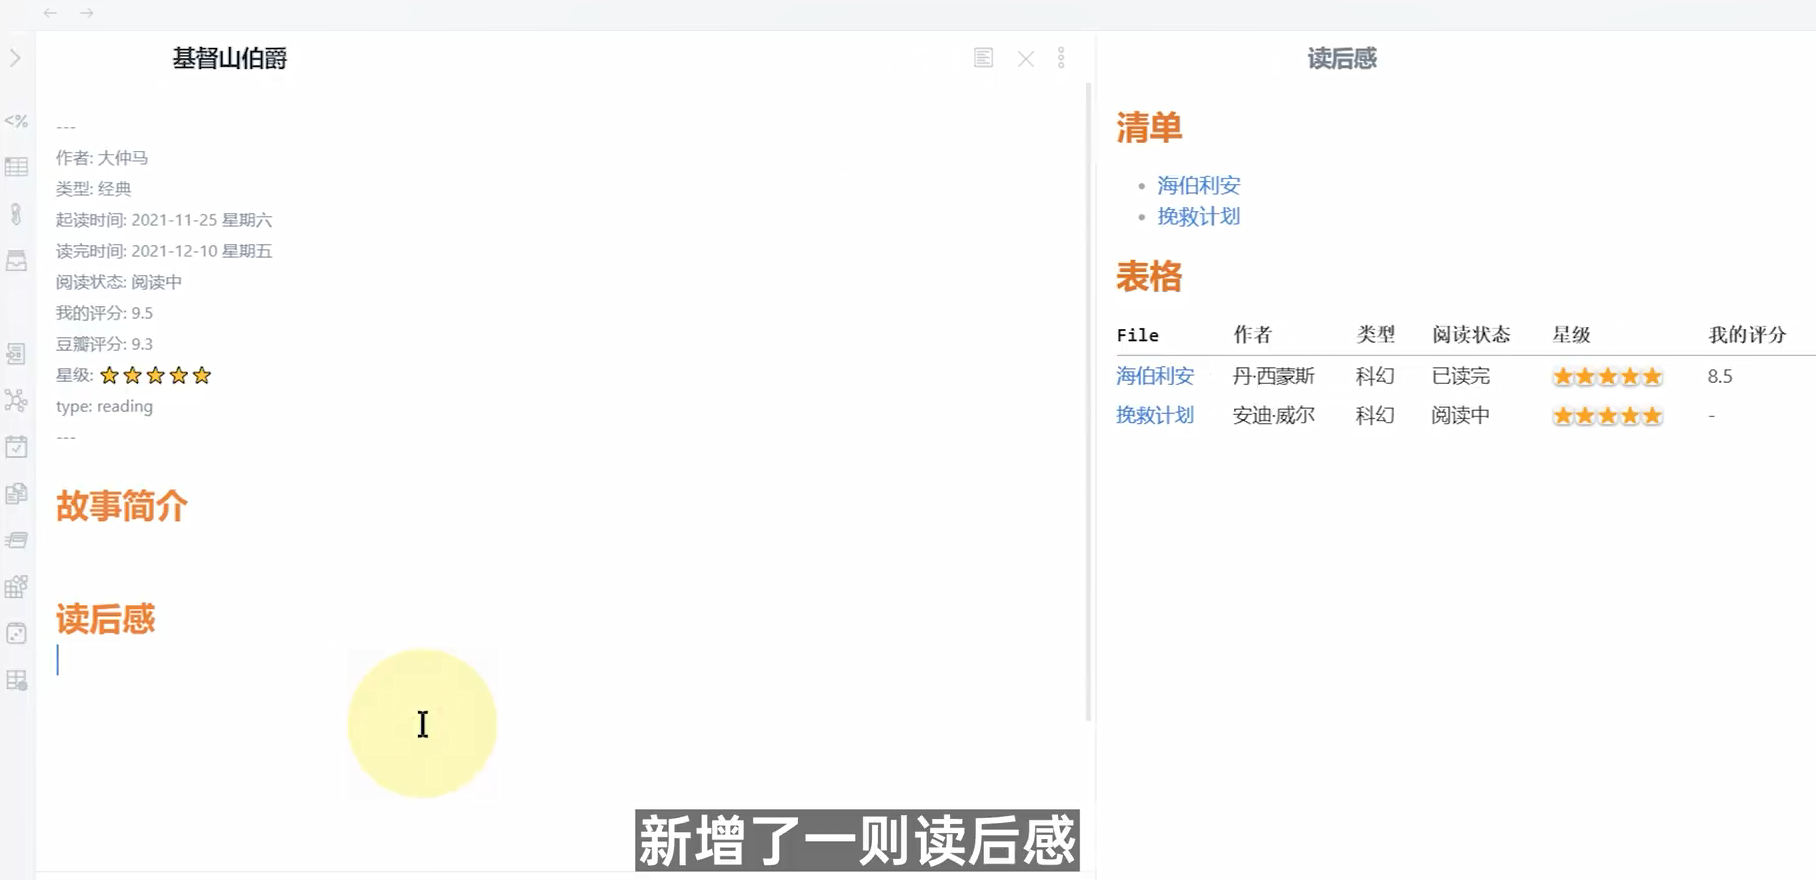 基督山伯爵
---
作者: 大仲马
类型: 经典
起读时间: 2021-11-25 星期六
读完时间: 2021-12-10 星期五
阅读状态: 阅读中
我的评分: 9.5
豆瓣评分: 9.3
星级: ⭐⭐⭐⭐⭐
type: reading
---
故事简介
读后感
读后感
清单
• 海伯利安
• 挽救计划
表格
File 作者 类型 阅读状态 星级 我的评分
海伯利安 丹·西蒙斯 科幻 已读完 ⭐⭐⭐⭐⭐ 8.5
挽救计划 安迪·威尔 科幻 阅读中 ⭐⭐⭐⭐⭐ -
新增了一则读后感